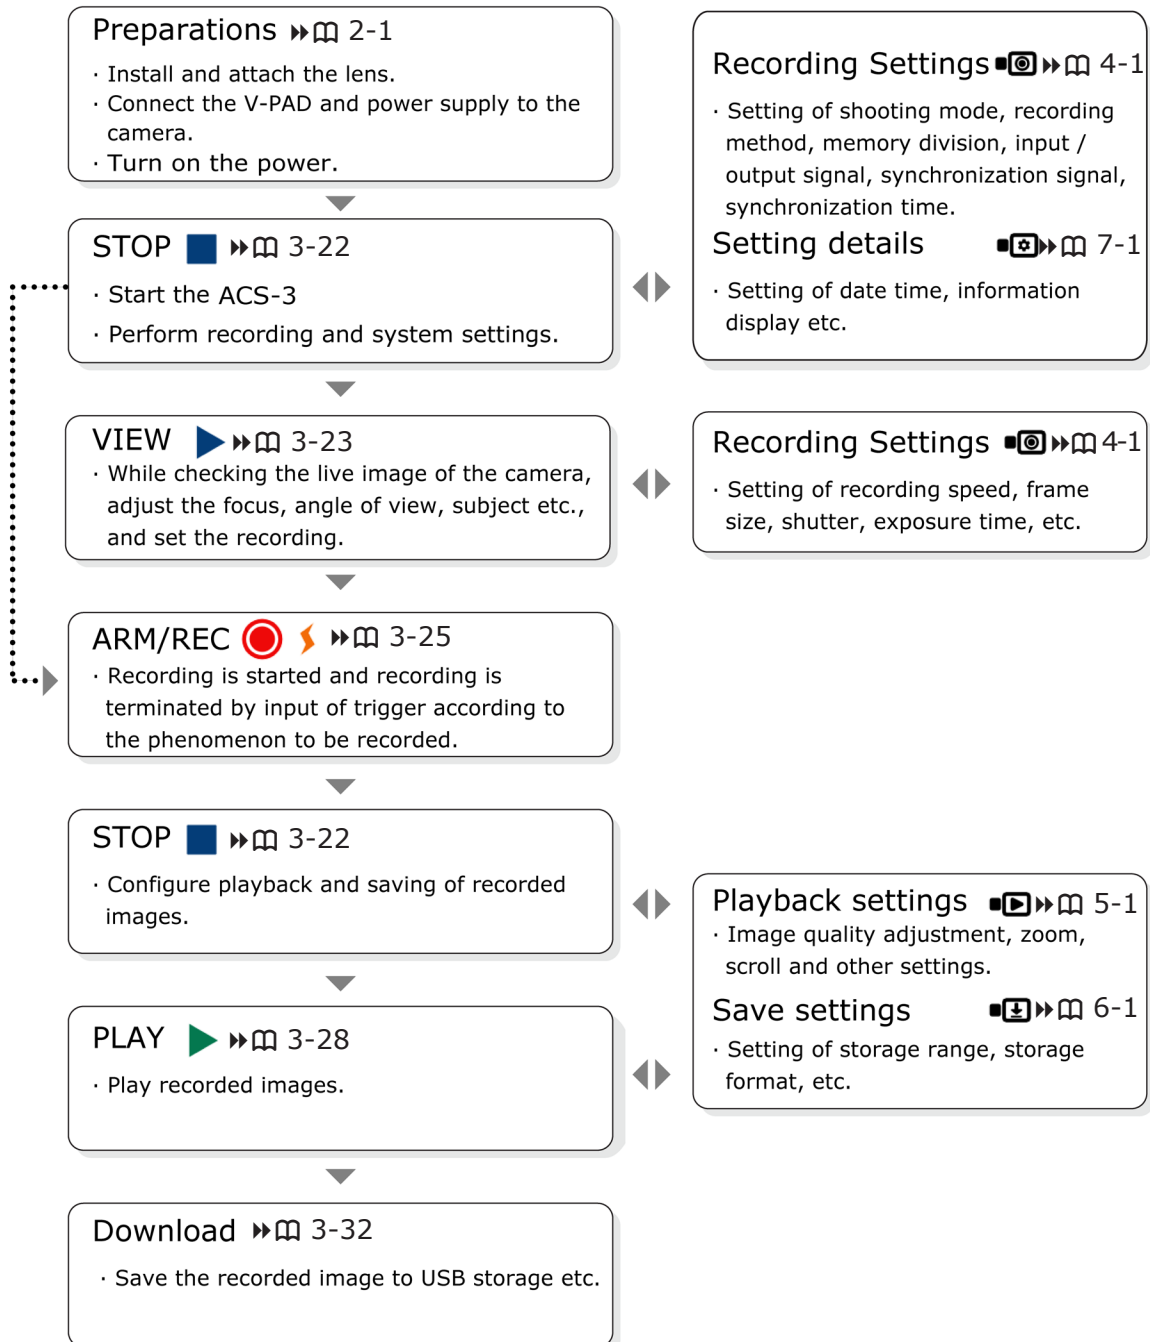 Preparations 2-1
· Install and attach the lens.
· Connect the V-PAD and power supply to the
camera.
· Turn on the power.
STOP 3-22
· Start the ACS-3
· Perform recording and system settings.
Recording Settings 4-1
· Setting of shooting mode, recording
method, memory division, input /
output signal, synchronization signal,
synchronization time.
Setting details 7-1
· Setting of date time, information
display etc.
VIEW 3-23
· While checking the live image of the camera,
adjust the focus, angle of view, subject etc.,
and set the recording.
Recording Settings 4-1
· Setting of recording speed, frame
size, shutter, exposure time, etc.
ARM/REC 3-25
· Recording is started and recording is
terminated by input of trigger according to
the phenomenon to be recorded.
STOP 3-22
· Configure playback and saving of recorded
images.
Playback settings 5-1
· Image quality adjustment, zoom,
scroll and other settings.
Save settings 6-1
· Setting of storage range, storage
format, etc.
PLAY 3-28
· Play recorded images.
Download 3-32
· Save the recorded image to USB storage etc.